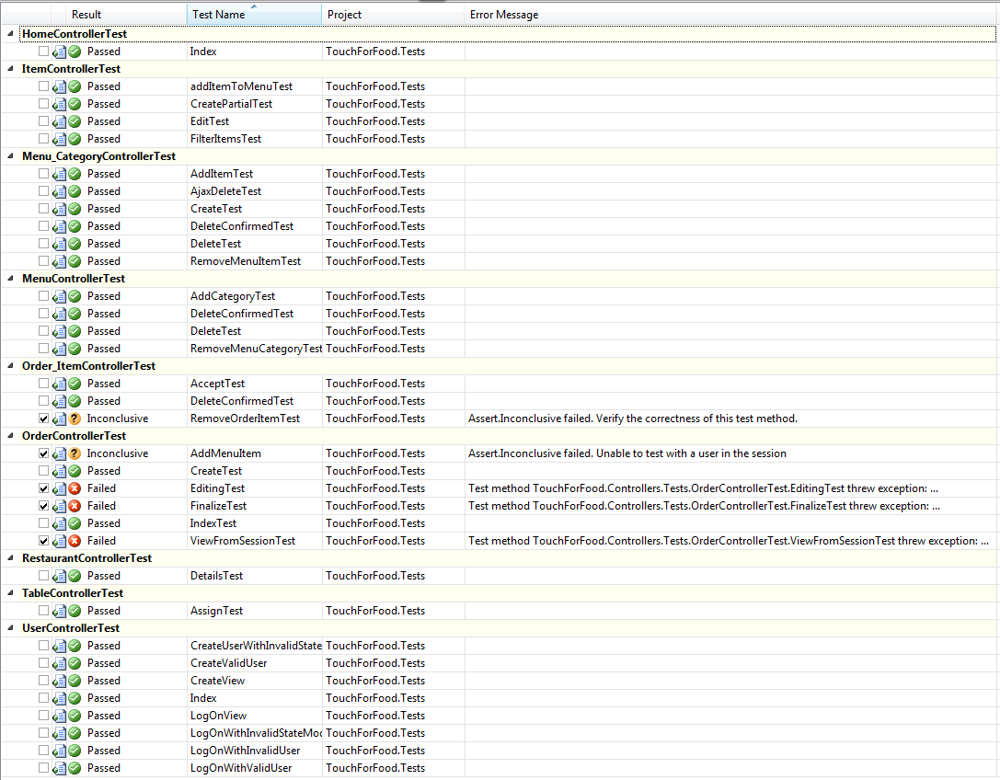 Result Test Name Project Error Message
HomeControllerTest
Passed Index TouchForFood.Tests
ItemControllerTest
Passed addItemToMenuTest TouchForFood.Tests
Passed CreatePartialTest TouchForFood.Tests
Passed EditTest TouchForFood.Tests
Passed FilterItemsTest TouchForFood.Tests
Menu_CategoryControllerTest
Passed AddItemTest TouchForFood.Tests
Passed AjaxDeleteTest TouchForFood.Tests
Passed CreateTest TouchForFood.Tests
Passed DeleteConfirmedTest TouchForFood.Tests
Passed DeleteTest TouchForFood.Tests
Passed RemoveMenuItemTest TouchForFood.Tests
MenuControllerTest
Passed AddCategoryTest TouchForFood.Tests
Passed DeleteConfirmedTest TouchForFood.Tests
Passed DeleteTest TouchForFood.Tests
Passed RemoveMenuCategoryTest TouchForFood.Tests
Order_ItemControllerTest
Passed AcceptTest TouchForFood.Tests
Passed DeleteConfirmedTest TouchForFood.Tests
Inconclusive RemoveOrderItemTest TouchForFood.Tests Assert.Inconclusive failed. Verify the correctness of this test method.
OrderControllerTest
Inconclusive AddMenuItem TouchForFood.Tests Assert.Inconclusive failed. Unable to test with a user in the session
Passed CreateTest TouchForFood.Tests
Failed EditingTest TouchForFood.Tests Test method TouchForFood.Controllers.Tests.OrderControllerTest.EditingTest threw exception: ...
Failed FinalizeTest TouchForFood.Tests Test method TouchForFood.Controllers.Tests.OrderControllerTest.FinalizeTest threw exception: ...
Passed IndexTest TouchForFood.Tests
Failed ViewFromSessionTest TouchForFood.Tests Test method TouchForFood.Controllers.Tests.OrderControllerTest.ViewFromSessionTest threw exception: ...
RestaurantControllerTest
Passed DetailsTest TouchForFood.Tests
TableControllerTest
Passed AssignTest TouchForFood.Tests
UserControllerTest
Passed CreateUserWithInvalidState TouchForFood.Tests
Passed CreateValidUser TouchForFood.Tests
Passed CreateView TouchForFood.Tests
Passed Index TouchForFood.Tests
Passed LogOnView TouchForFood.Tests
Passed LogOnWithInvalidStateMod TouchForFood.Tests
Passed LogOnWithInvalidUser TouchForFood.Tests
Passed LogOnWithValidUser TouchForFood.Tests